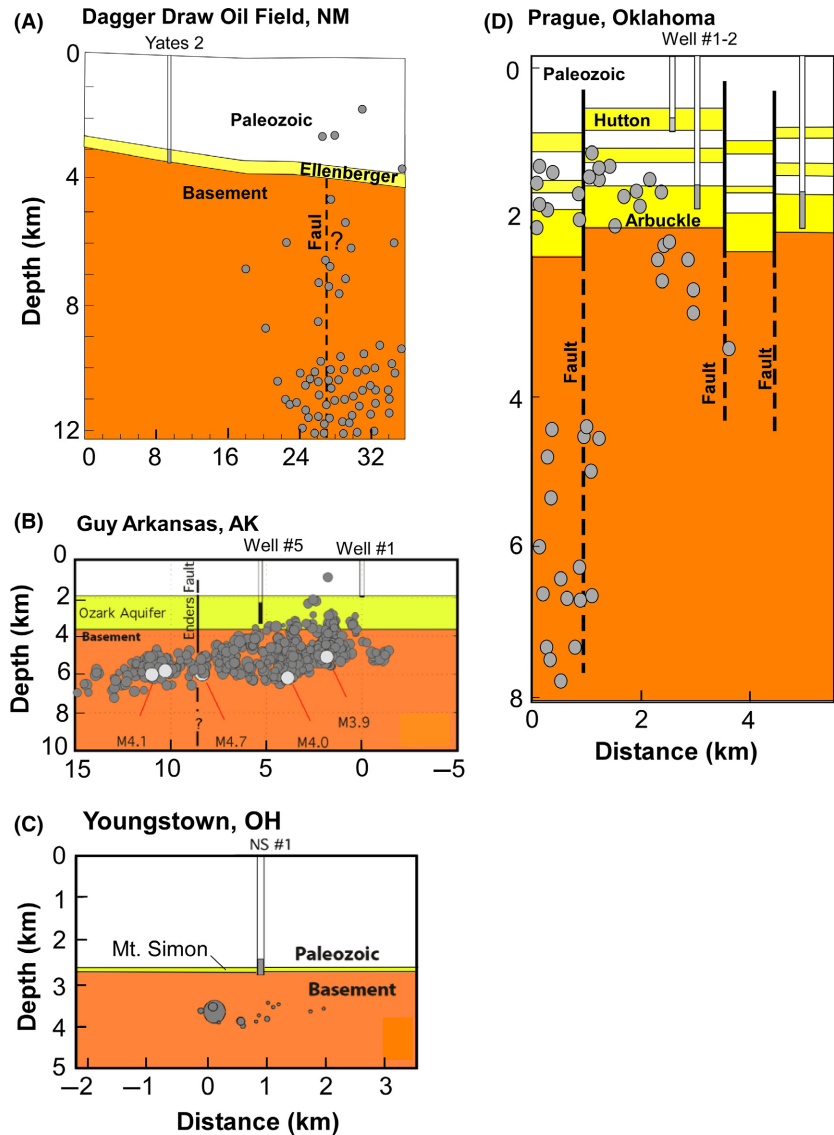 (A)
Dagger Draw Oil Field, NM
Yates 2
0
4
8
12
Depth (km)
Paleozoic
Ellenberger
Basement
Faul
?
0
8
16
24
32
(B)
Guy Arkansas, AK
Well #5
Well #1
0
2
4
6
8
10
Depth (km)
Ozark Aquifer
Basement
Enders Fault
?
M4.1
M4.7
M4.0
M3.9
15
10
5
0
–5
(C)
Youngstown, OH
NS #1
0
1
2
3
4
5
Depth (km)
Mt. Simon
Paleozoic
Basement
–2
–1
0
1
2
3
Distance (km)
(D)
Prague, Oklahoma
Well #1-2
0
2
4
6
8
Depth (km)
Paleozoic
Hutton
Arbuckle
Fault
Fault
Fault
0
2
4
Distance (km)